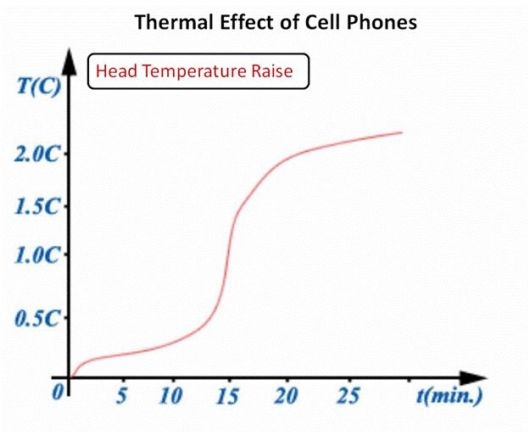 Thermal Effect of Cell Phones
Head Temperature Raise
T(C)
2.0C
1.5C
1.0C
0.5C
0 5 10 15 20 25 t(min.)